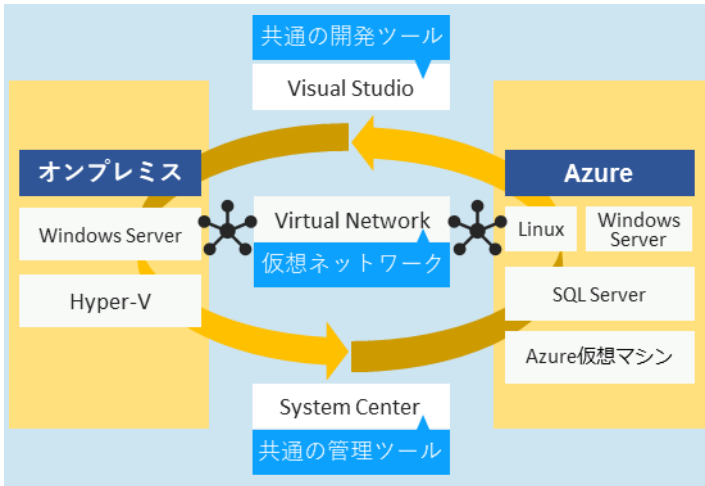 共通の開発ツール
Visual Studio
オンプレミス
Windows Server
Hyper-V
Virtual Network
仮想ネットワーク
Azure
Linux
Windows
Server
SQL Server
Azure仮想マシン
System Center
共通の管理ツール